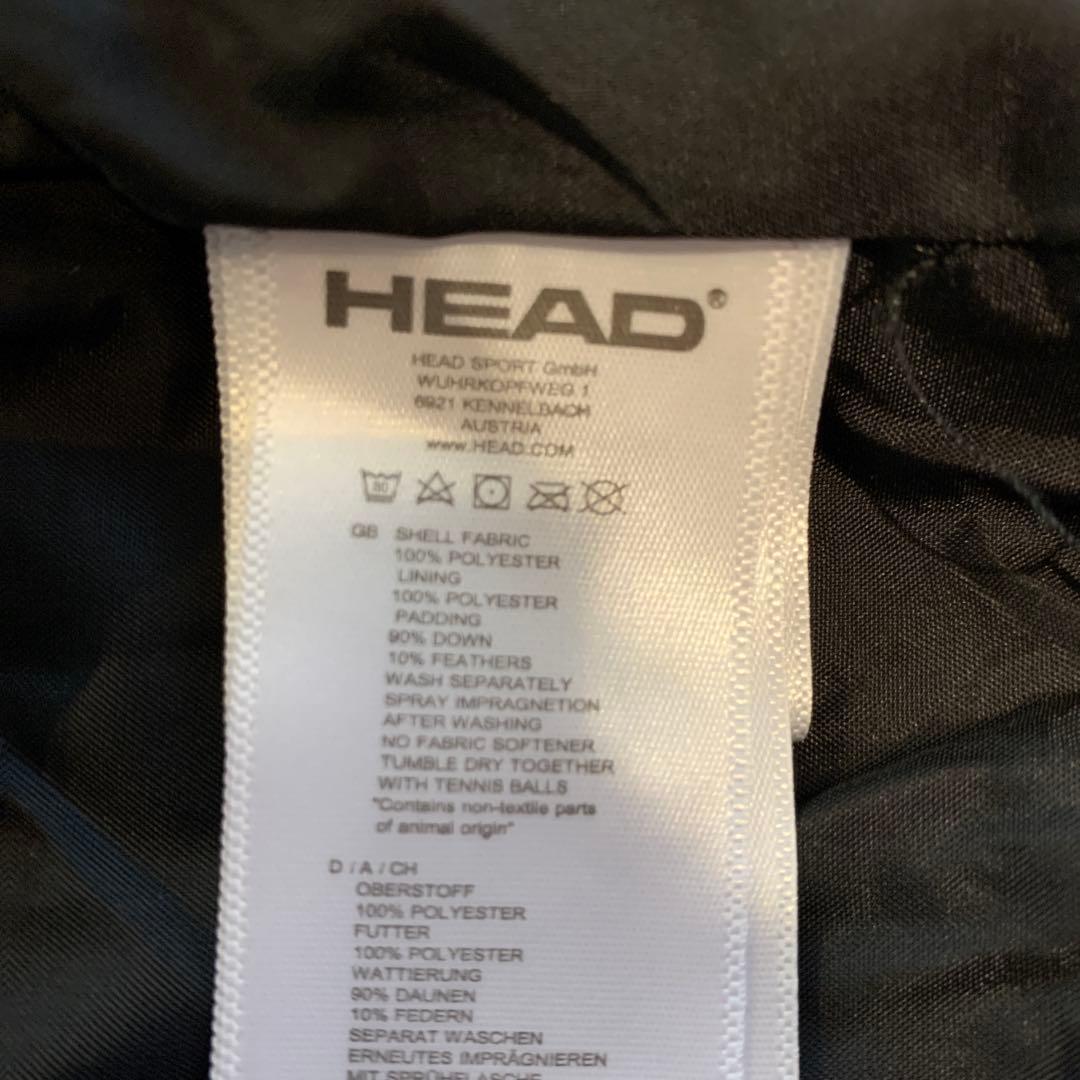 HEAD®
HEAD SPORT GmbH
WUHRKOPFWEG 1
6921 KENNELBACH
AUSTRIA
www.HEAD.COM
GB SHELL FABRIC
100% POLYESTER
LINING
100% POLYESTER
PADDING
90% DOWN
10% FEATHERS
WASH SEPARATELY
SPRAY IMPRAGNETION
AFTER WASHING
NO FABRIC SOFTENER
TUMBLE DRY TOGETHER
WITH TENNIS BALLS
"Contains non-textile parts
of animal origin"
D / A / CH
OBERSTOFF
100% POLYESTER
FUTTER
100% POLYESTER
WATTIERUNG
90% DAUNEN
10% FEDERN
SEPARAT WASCHEN
ERNEUTES IMPRÄGNIEREN
MIT SPRÜHFLASCHE